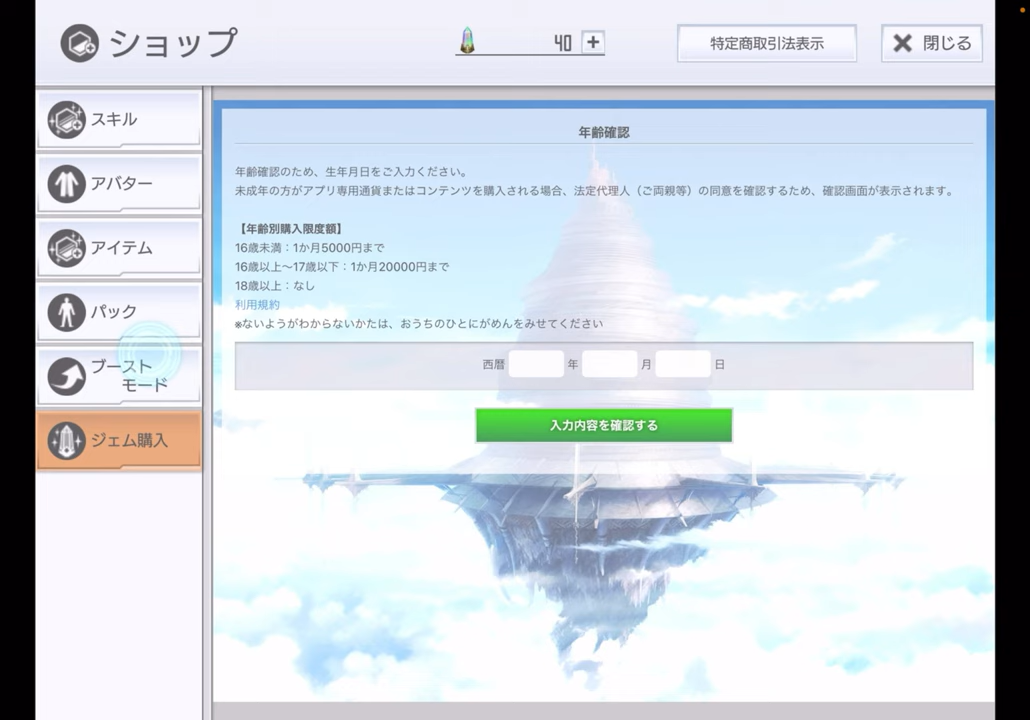 ショップ
40 +
特定商取引法表示
閉じる
スキル
アバター
アイテム
パック
ブースト
モード
ジェム購入
年齢確認
年齢確認のため、生年月日をご入力ください。
未成年の方がアプリ専用通貨またはコンテンツを購入される場合、法定代理人（ご両親等）の同意を確認するため、確認画面が表示されます。
【年齢別購入限度額】
16歳未満：1か月5000円まで
16歳以上～17歳以下：1か月20000円まで
18歳以上：なし
利用規約
※ないようがわからないかたは、おうちのひとにがめんをみせてください
西暦 年 月 日
入力内容を確認する